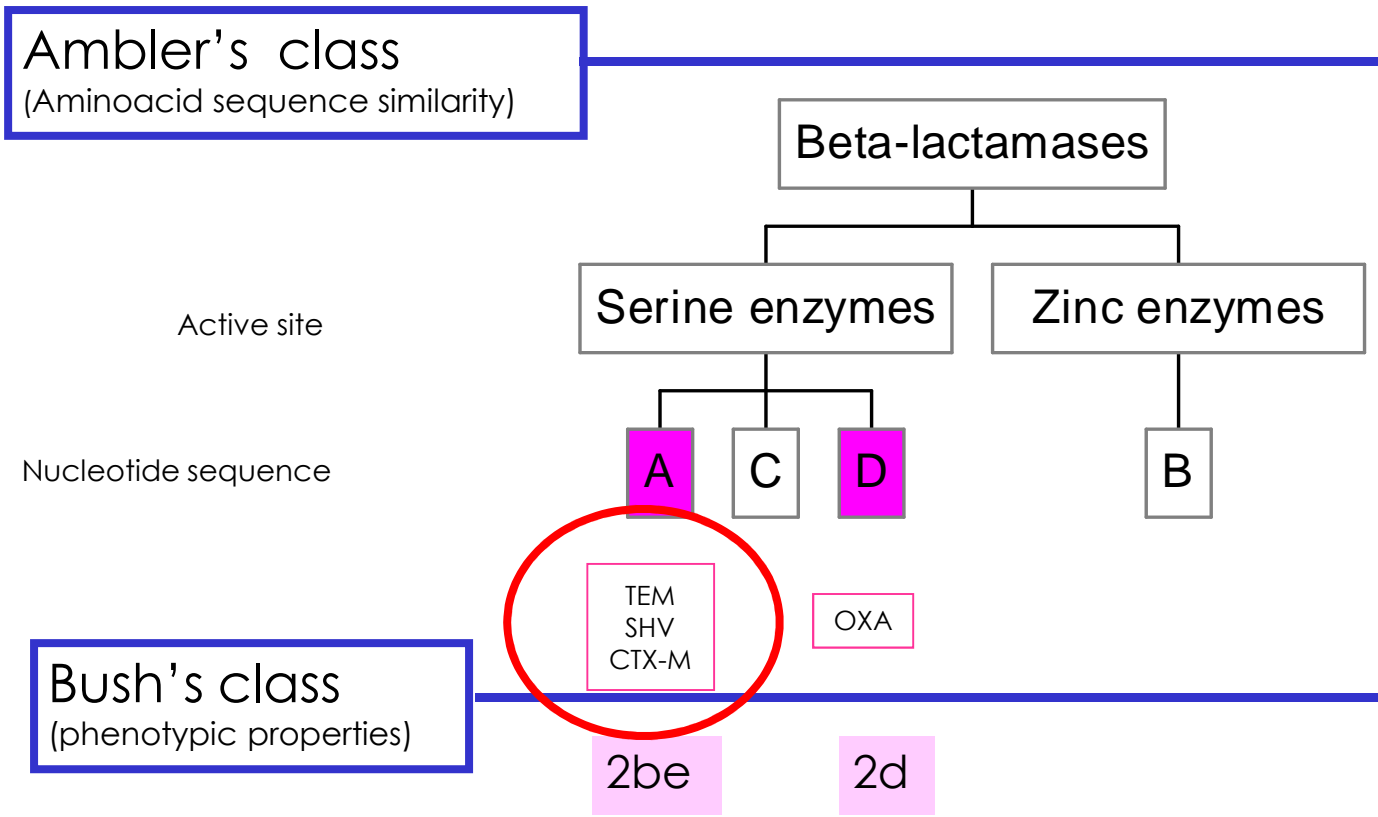 Ambler's class
(Aminoacid sequence similarity)
Beta-lactamases
Active site
Serine enzymes
Zinc enzymes
Nucleotide sequence
A
C
D
B
TEM
SHV
CTX-M
OXA
Bush's class
(phenotypic properties)
2be
2d